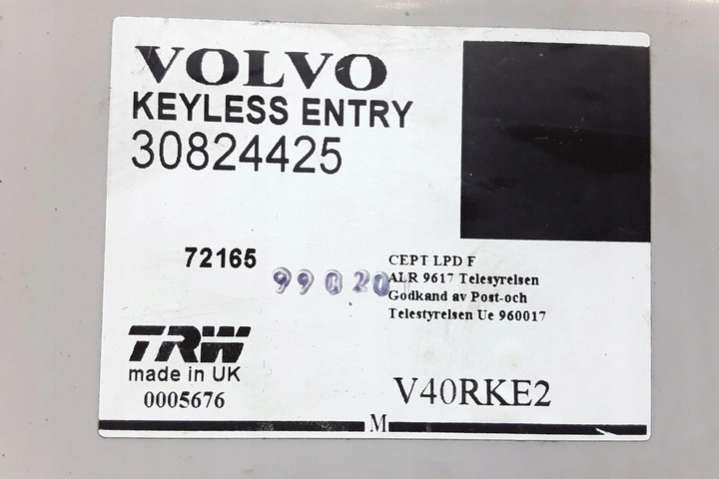 VOLVO
KEYLESS ENTRY
30824425
72165
CEPT LPD F
ALR 9617 Telesyrelsen
Godkand av Post-och
Telestyrelsen Ue 960017
TRW
made in UK
0005676
V40RKE2
M